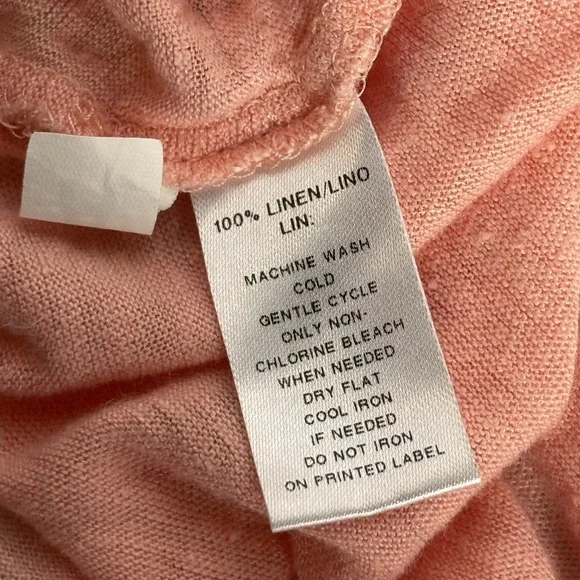 100% LINEN/LINO
LIN:
MACHINE WASH
COLD
GENTLE CYCLE
ONLY NON-
CHLORINE BLEACH
WHEN NEEDED
DRY FLAT
COOL IRON
IF NEEDED
DO NOT IRON
ON PRINTED LABEL